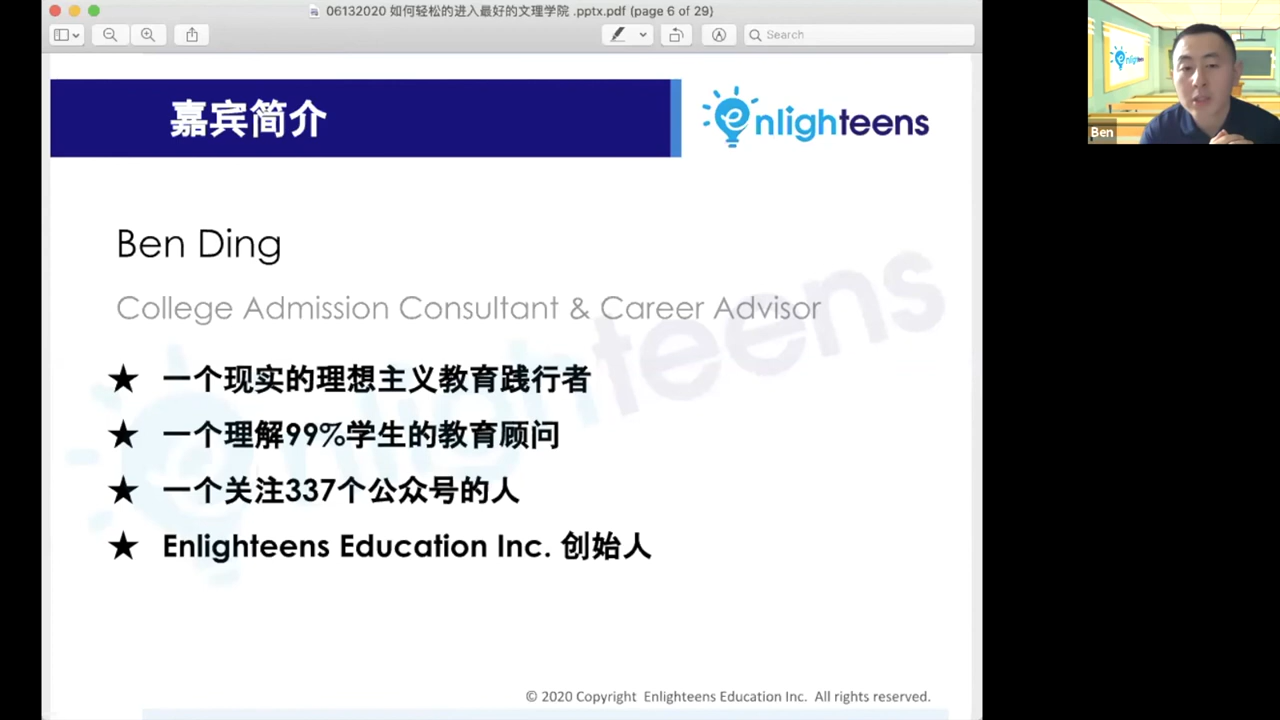 06132020 如何轻松的进入最好的文理学院 .pptx.pdf (page 6 of 29)
Search
嘉宾简介
enlighteens
enlighteens
Ben
Ben Ding
College Admission Consultant & Career Advisor
★ 一个现实的理想主义教育践行者
★ 一个理解99%学生的教育顾问
★ 一个关注337个公众号的人
★ Enlighteens Education Inc. 创始人
enlighteens
© 2020 Copyright Enlighteens Education Inc. All rights reserved.